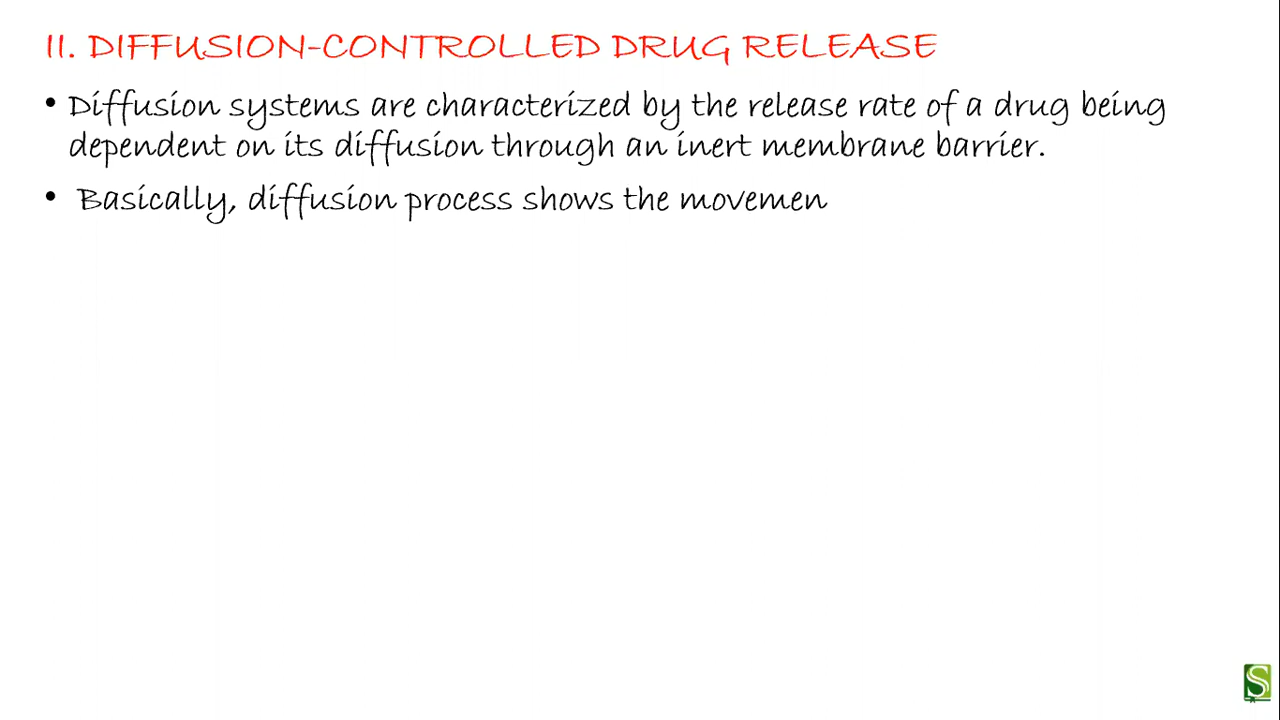 II. DIFFUSION-CONTROLLED DRUG RELEASE
• Diffusion systems are characterized by the release rate of a drug being
dependent on its diffusion through an inert membrane barrier.
• Basically, diffusion process shows the movemen
S